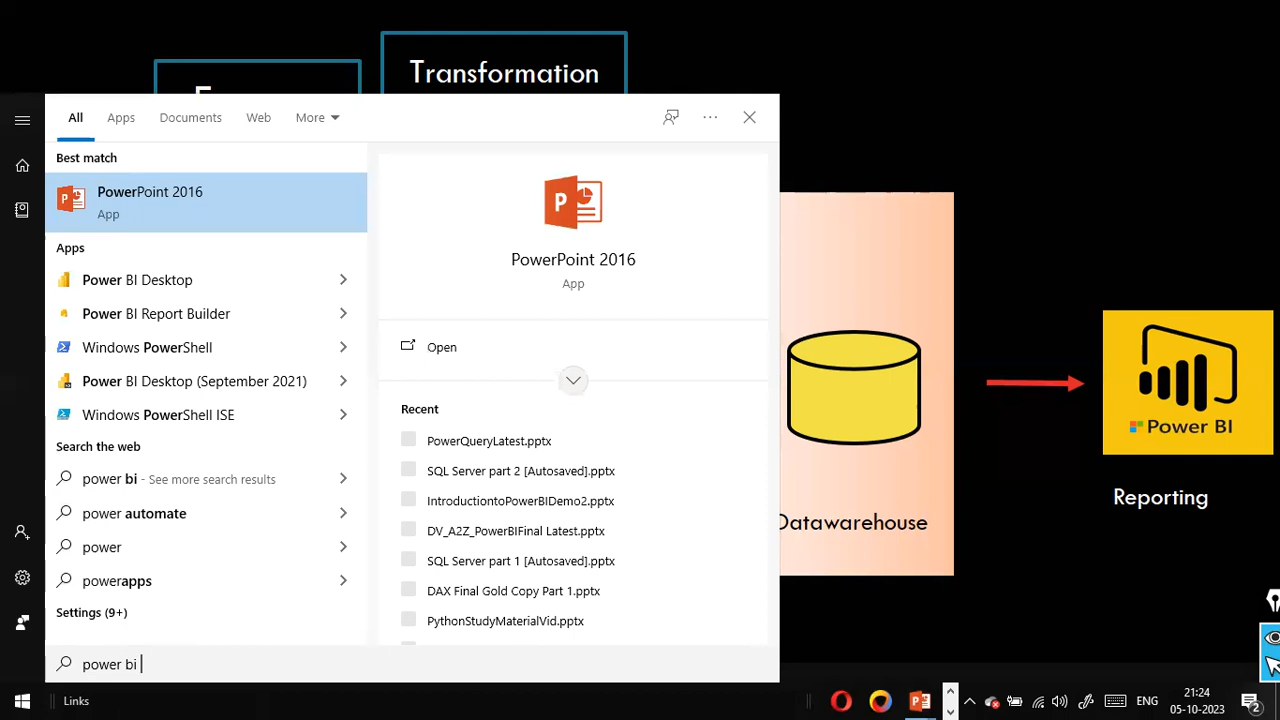 Transformation
All Apps Documents Web More
Best match
PowerPoint 2016
App
Apps
Power BI Desktop
Power BI Report Builder
Windows PowerShell
Power BI Desktop (September 2021)
Windows PowerShell ISE
Search the web
power bi - See more search results
power automate
power
powerapps
Settings (9+)
power bi
PowerPoint 2016
App
Open
Recent
PowerQueryLatest.pptx
SQL Server part 2 [Autosaved].pptx
IntroductiontoPowerBIDemo2.pptx
DV_A2Z_PowerBIFinal Latest.pptx
SQL Server part 1 [Autosaved].pptx
DAX Final Gold Copy Part 1.pptx
PythonStudyMaterialVid.pptx
Datawarehouse
Power BI
Reporting
Links
ENG
21:24
05-10-2023
2